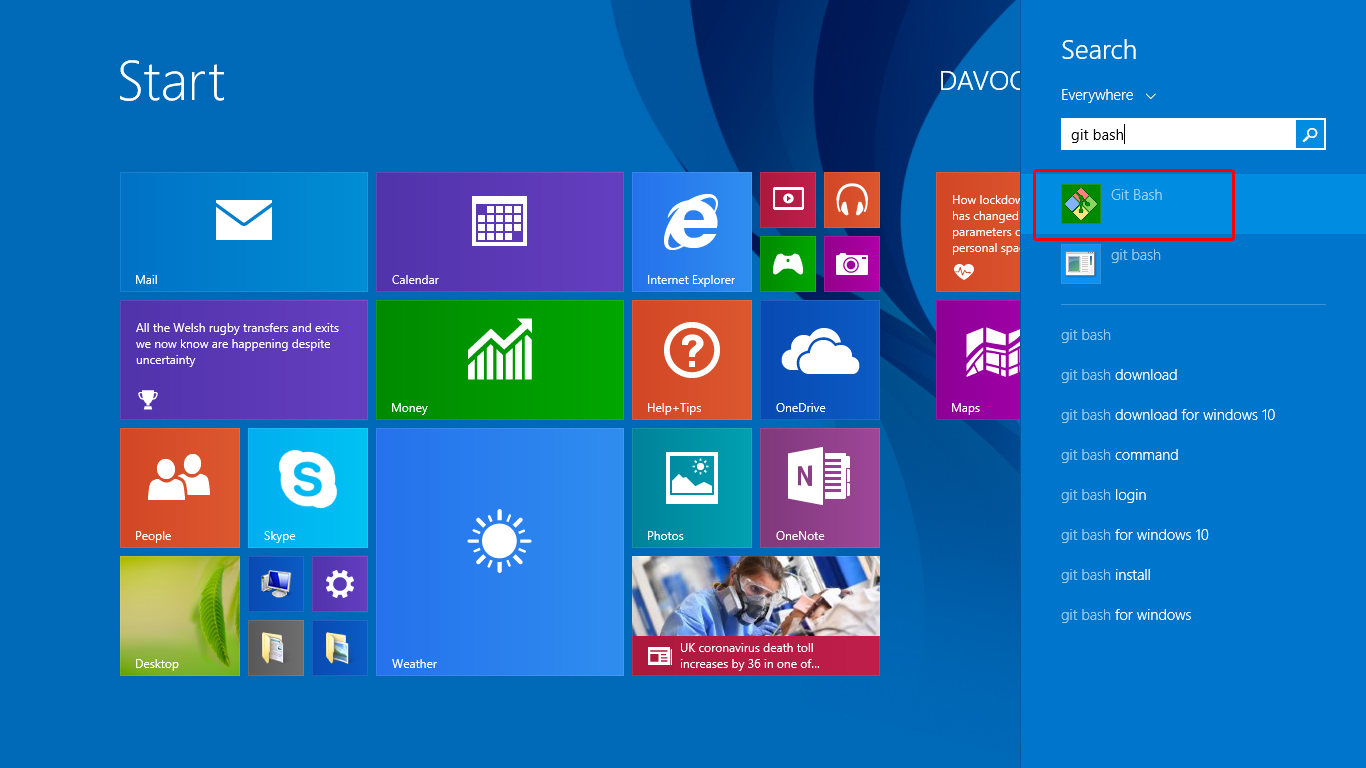 Start
DAVOC
Mail
Calendar
Internet Explorer
All the Welsh rugby transfers and exits
we now know are happening despite
uncertainty
Money
Help+Tips
OneDrive
People
Skype
Weather
Photos
OneNote
Desktop
UK coronavirus death toll
increases by 36 in one of...
How lockdow
has changed
parameters o
personal spa
Maps
Search
Everywhere
git bash
Git Bash
git bash
git bash
git bash download
git bash download for windows 10
git bash command
git bash login
git bash for windows 10
git bash install
git bash for windows